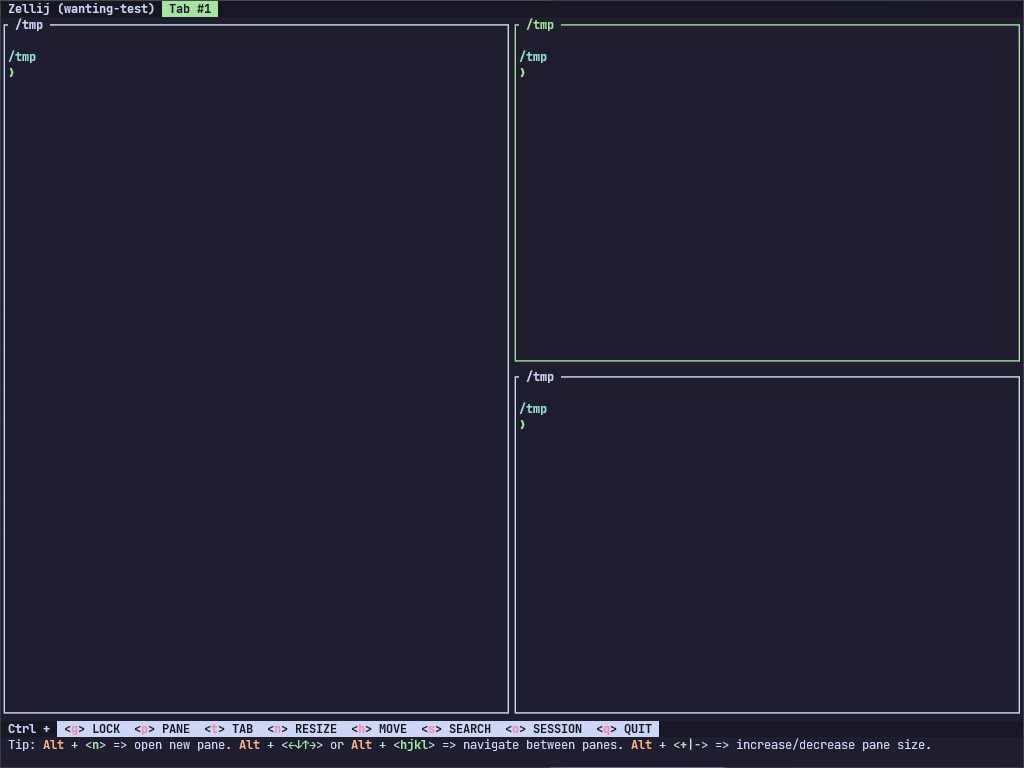 Zellij (wanting-test) Tab #1
/tmp
/tmp
❯
/tmp
/tmp
❯
/tmp
/tmp
❯
Ctrl + <g> LOCK <p> PANE <t> TAB <n> RESIZE <h> MOVE <s> SEARCH <o> SESSION <q> QUIT
Tip: Alt + <n> => open new pane. Alt + <←↓↑→> or Alt + <hjkl> => navigate between panes. Alt + <+|-> => increase/decrease pane size.